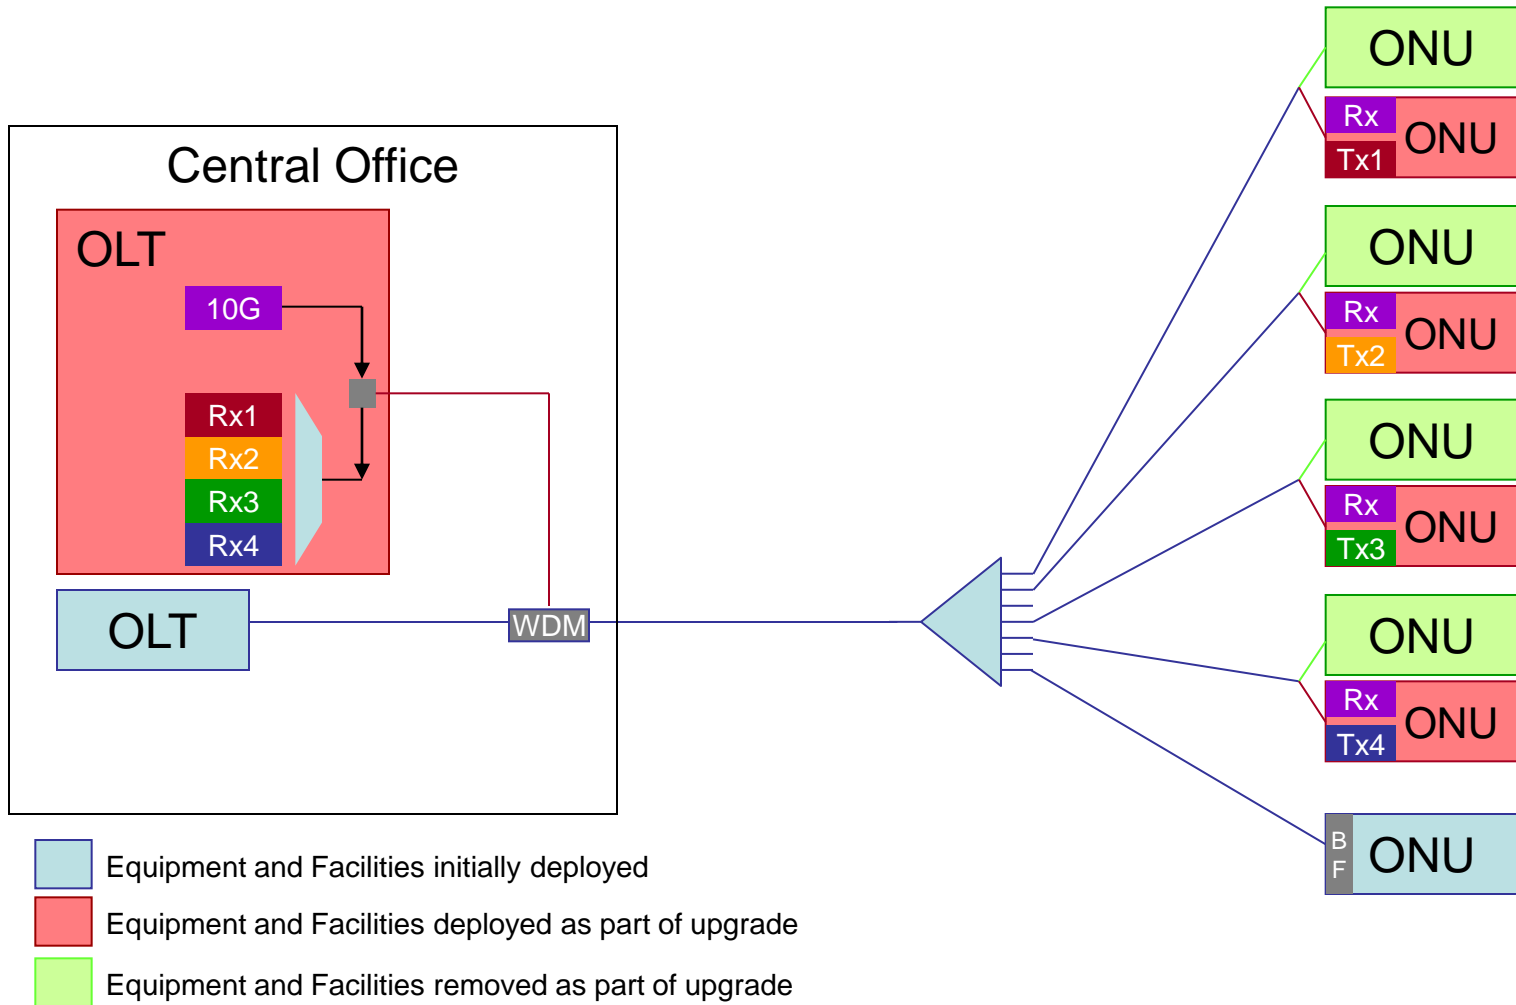 Central Office
OLT
10G
Rx1
Rx2
Rx3
Rx4
OLT
WDM
ONU
Rx
Tx1
ONU
ONU
Rx
Tx2
ONU
ONU
Rx
Tx3
ONU
ONU
Rx
Tx4
ONU
B
F
ONU
Equipment and Facilities initially deployed
Equipment and Facilities deployed as part of upgrade
Equipment and Facilities removed as part of upgrade